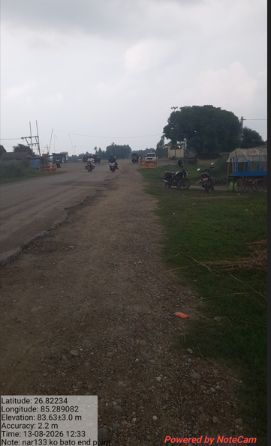 Latitude: 26.82234
Longitude: 85.289082
Elevation: 83.63±3.0 m
Accuracy: 2.2 m
Time: 13-08-2026 12:33
Note: nar133 ko bato end point
Powered by NoteCam